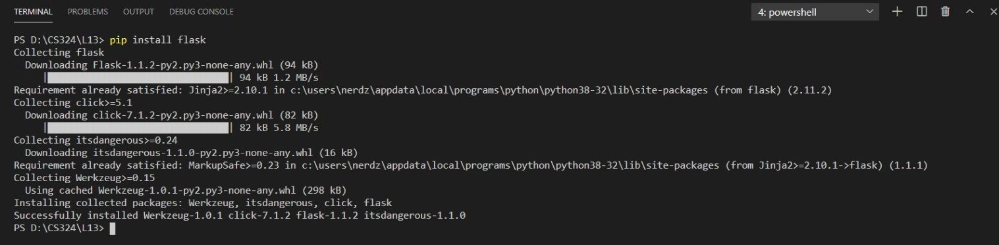 TERMINAL PROBLEMS OUTPUT DEBUG CONSOLE 4: powershell
PS D:\CS324\L13> pip install flask
Collecting flask
  Downloading Flask-1.1.2-py2.py3-none-any.whl (94 kB)
     |████████████████████████████████| 94 kB 1.2 MB/s
Requirement already satisfied: Jinja2>=2.10.1 in c:\users\nerdz\appdata\local\programs\python\python38-32\lib\site-packages (from flask) (2.11.2)
Collecting click>=5.1
  Downloading click-7.1.2-py2.py3-none-any.whl (82 kB)
     |████████████████████████████████| 82 kB 5.8 MB/s
Collecting itsdangerous>=0.24
  Downloading itsdangerous-1.1.0-py2.py3-none-any.whl (16 kB)
Requirement already satisfied: MarkupSafe>=0.23 in c:\users\nerdz\appdata\local\programs\python\python38-32\lib\site-packages (from Jinja2>=2.10.1->flask) (1.1.1)
Collecting Werkzeug>=0.15
  Using cached Werkzeug-1.0.1-py2.py3-none-any.whl (298 kB)
Installing collected packages: Werkzeug, itsdangerous, click, flask
Successfully installed Werkzeug-1.0.1 click-7.1.2 flask-1.1.2 itsdangerous-1.1.0
PS D:\CS324\L13>